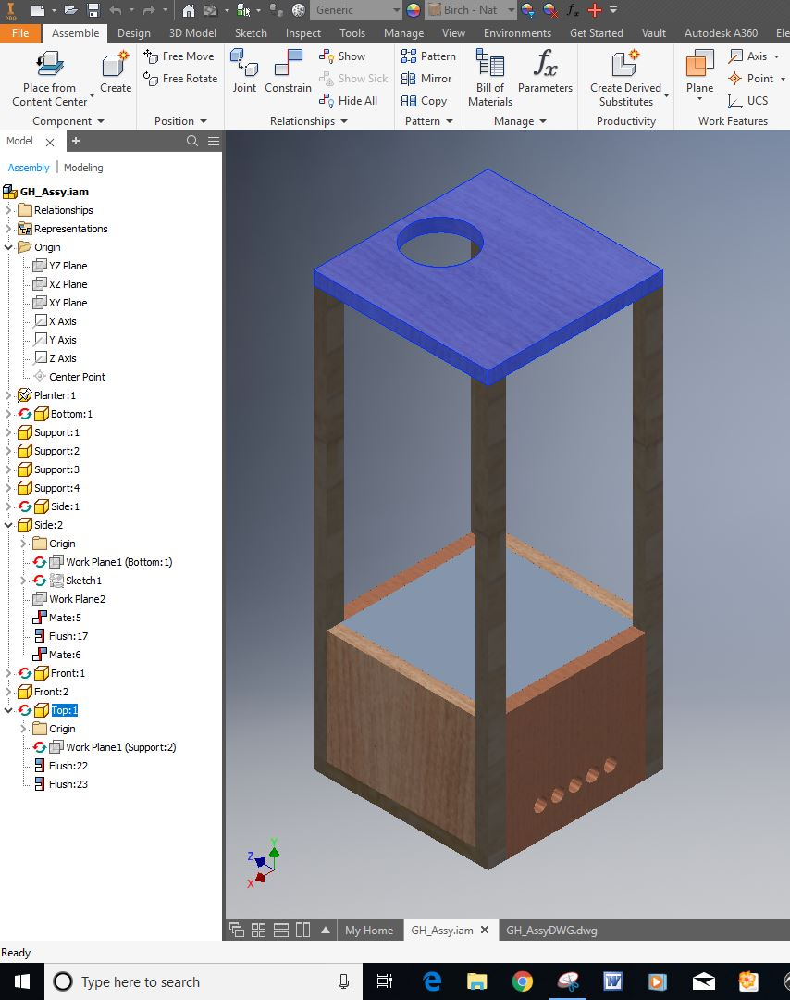 PRO
Generic
Birch - Nat
File Assemble Design 3D Model Sketch Inspect Tools Manage View Environments Get Started Vault Autodesk A360 Ele
Place from
Content Center
Create
Free Move
Free Rotate
Joint
Constrain
Show
Show Sick
Hide All
Pattern
Mirror
Copy
Bill of
Materials
Parameters
Create Derived
Substitutes
Plane
Axis
Point
UCS
Component
Position
Relationships
Pattern
Manage
Productivity
Work Features
Model
Assembly | Modeling
GH_Assy.iam
Relationships
Representations
Origin
YZ Plane
XZ Plane
XY Plane
X Axis
Y Axis
Z Axis
Center Point
Planter:1
Bottom:1
Support:1
Support:2
Support:3
Support:4
Side:1
Side:2
Origin
Work Plane1 (Bottom:1)
Sketch1
Work Plane2
Mate:5
Flush:17
Mate:6
Front:1
Front:2
Top:1
Origin
Work Plane1 (Support:2)
Flush:22
Flush:23
Y
Z
X
My Home
GH_Assy.iam
GH_AssyDWG.dwg
Ready
Type here to search